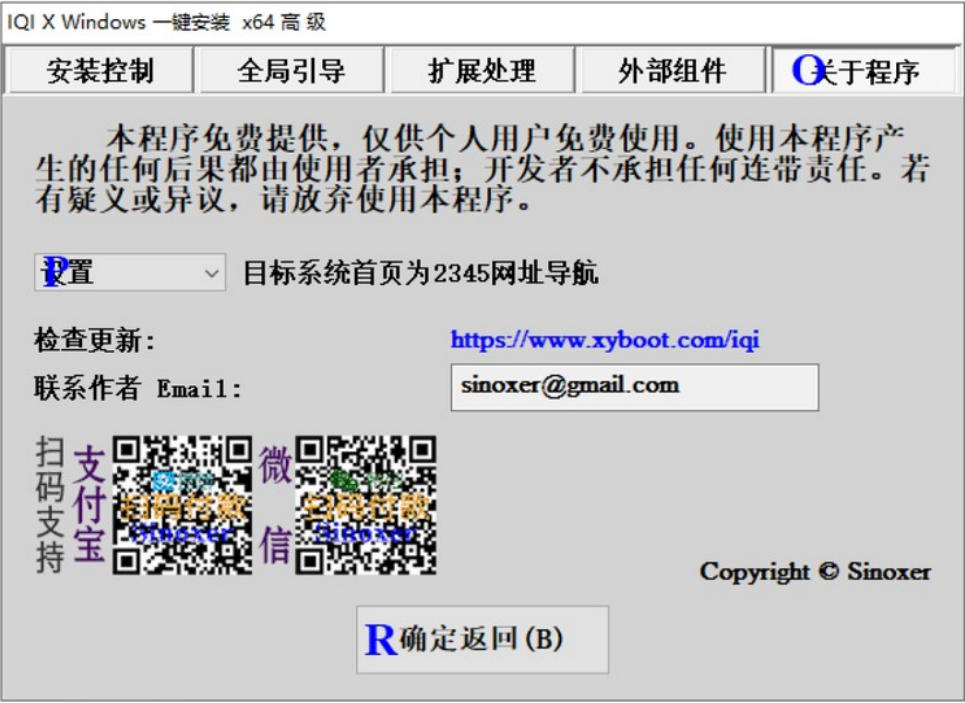 IQI X Windows 一键安装 x64 高 级
安装控制 全局引导 扩展处理 外部组件 O关于程序
本程序免费提供，仅供个人用户免费使用。使用本程序产
生的任何后果都由使用者承担；开发者不承担任何连带责任。若
有疑义或异议，请放弃使用本程序。
P设置 目标系统首页为2345网址导航
检查更新: https://www.xyboot.com/iqi
联系作者 Email: sinoxer@gmail.com
扫码支持
支付宝
扫码付款
Sinoxer
微信
扫码付款
Sinoxer
Copyright © Sinoxer
R确定返回(B)